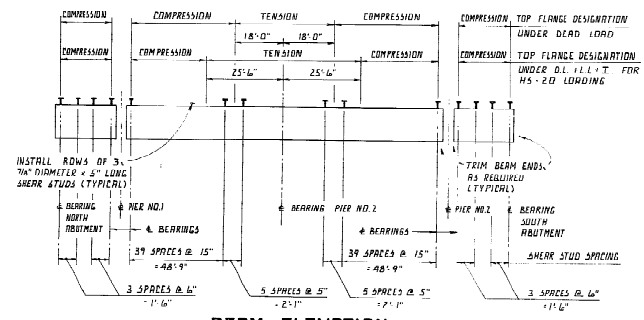 COMPRESSION COMPRESSION TENSION COMPRESSION COMPRESSION TOP FLANGE DESIGNATION
UNDER DEAD LOAD
18'-0" 18'-0"
COMPRESSION COMPRESSION TENSION COMPRESSION COMPRESSION TOP FLANGE DESIGNATION
UNDER D.L. + L.L. + I FOR
HS-20 LOADING
25'-6" 25'-6"
INSTALL ROWS OF 3,
7/8" DIAMETER x 5" LONG
SHEAR STUDS (TYPICAL)
TRIM BEAM ENDS
AS REQUIRED
(TYPICAL)
℄ BEARING
NORTH
ABUTMENT
℄ PIER NO.1
℄ BEARINGS
℄ BEARING PIER NO.2
℄ BEARINGS
℄ PIER NO.2
℄ BEARING
SOUTH
ABUTMENT
39 SPACES @ 15"
= 48'-9"
39 SPACES @ 15"
= 48'-9"
SHEAR STUD SPACING
3 SPACES @ 6"
= 1'-6"
5 SPACES @ 5"
= 2'-1"
5 SPACES @ 5"
= 2'-1"
3 SPACES @ 6"
= 1'-6"
BEAM ELEVATION